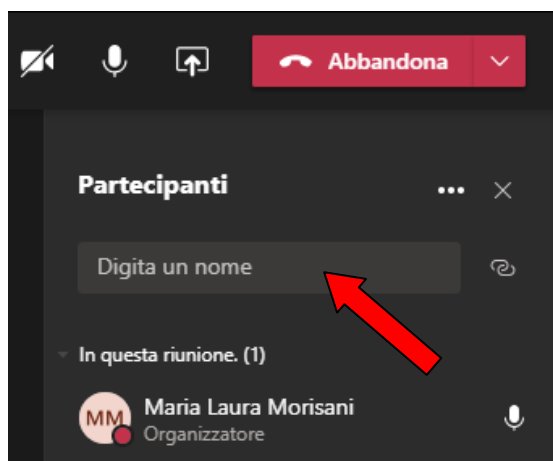 Abbandona
Partecipanti
Digita un nome
In questa riunione. (1)
MM
Maria Laura Morisani
Organizzatore